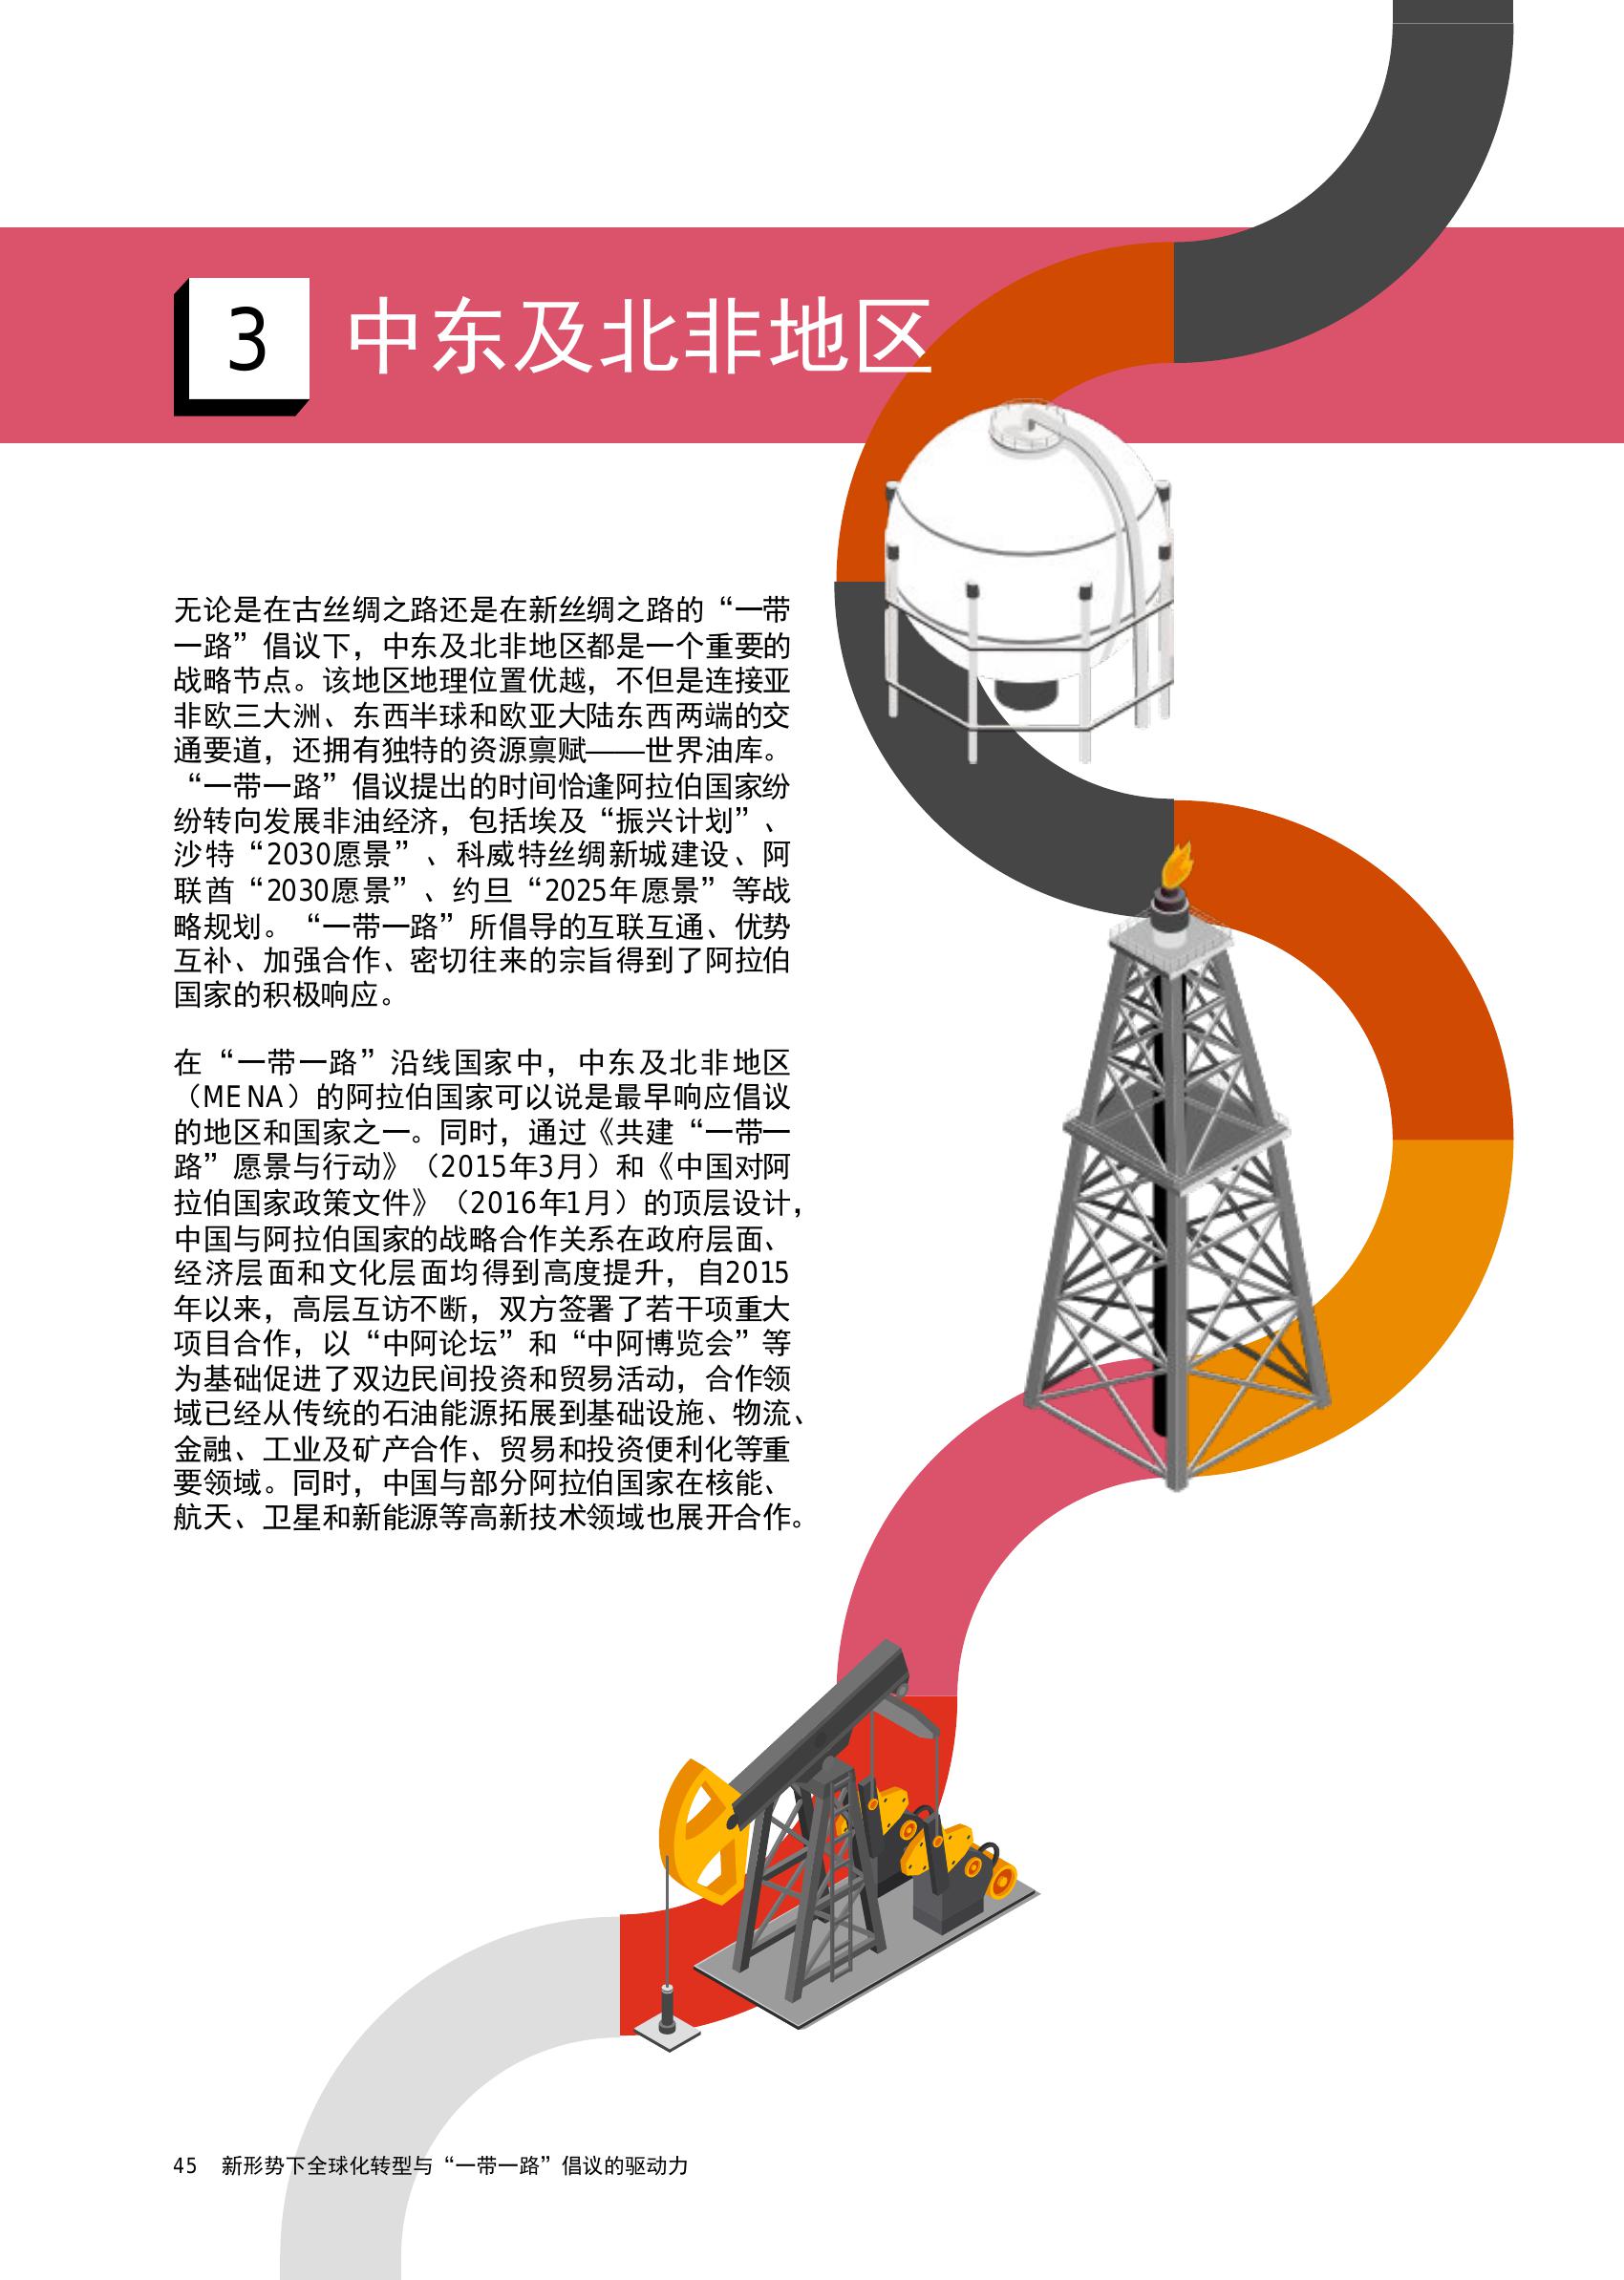 3
中东及北非地区
无论是在古丝绸之路还是在新丝绸之路的“一带
一路”倡议下，中东及北非地区都是一个重要的
战略节点。该地区地理位置优越，不但是连接亚
非欧三大洲、东西半球和欧亚大陆东西两端的交
通要道，还拥有独特的资源禀赋——世界油库。
“一带一路”倡议提出的时间恰逢阿拉伯国家纷
纷转向发展非油经济，包括埃及“振兴计划”、
沙特“2030愿景”、科威特丝绸新城建设、阿
联酋“2030愿景”、约旦“2025年愿景”等战
略规划。“一带一路”所倡导的互联互通、优势
互补、加强合作、密切往来的宗旨得到了阿拉伯
国家的积极响应。
在“一带一路”沿线国家中，中东及北非地区
（MENA）的阿拉伯国家可以说是最早响应倡议
的地区和国家之一。同时，通过《共建“一带一
路”愿景与行动》（2015年3月）和《中国对阿
拉伯国家政策文件》（2016年1月）的顶层设计，
中国与阿拉伯国家的战略合作关系在政府层面、
经济层面和文化层面均得到高度提升，自2015
年以来，高层互访不断，双方签署了若干项重大
项目合作，以“中阿论坛”和“中阿博览会”等
为基础促进了双边民间投资和贸易活动，合作领
域已经从传统的石油能源拓展到基础设施、物流、
金融、工业及矿产合作、贸易和投资便利化等重
要领域。同时，中国与部分阿拉伯国家在核能、
航天、卫星和新能源等高新技术领域也展开合作。
45 新形势下全球化转型与“一带一路”倡议的驱动力